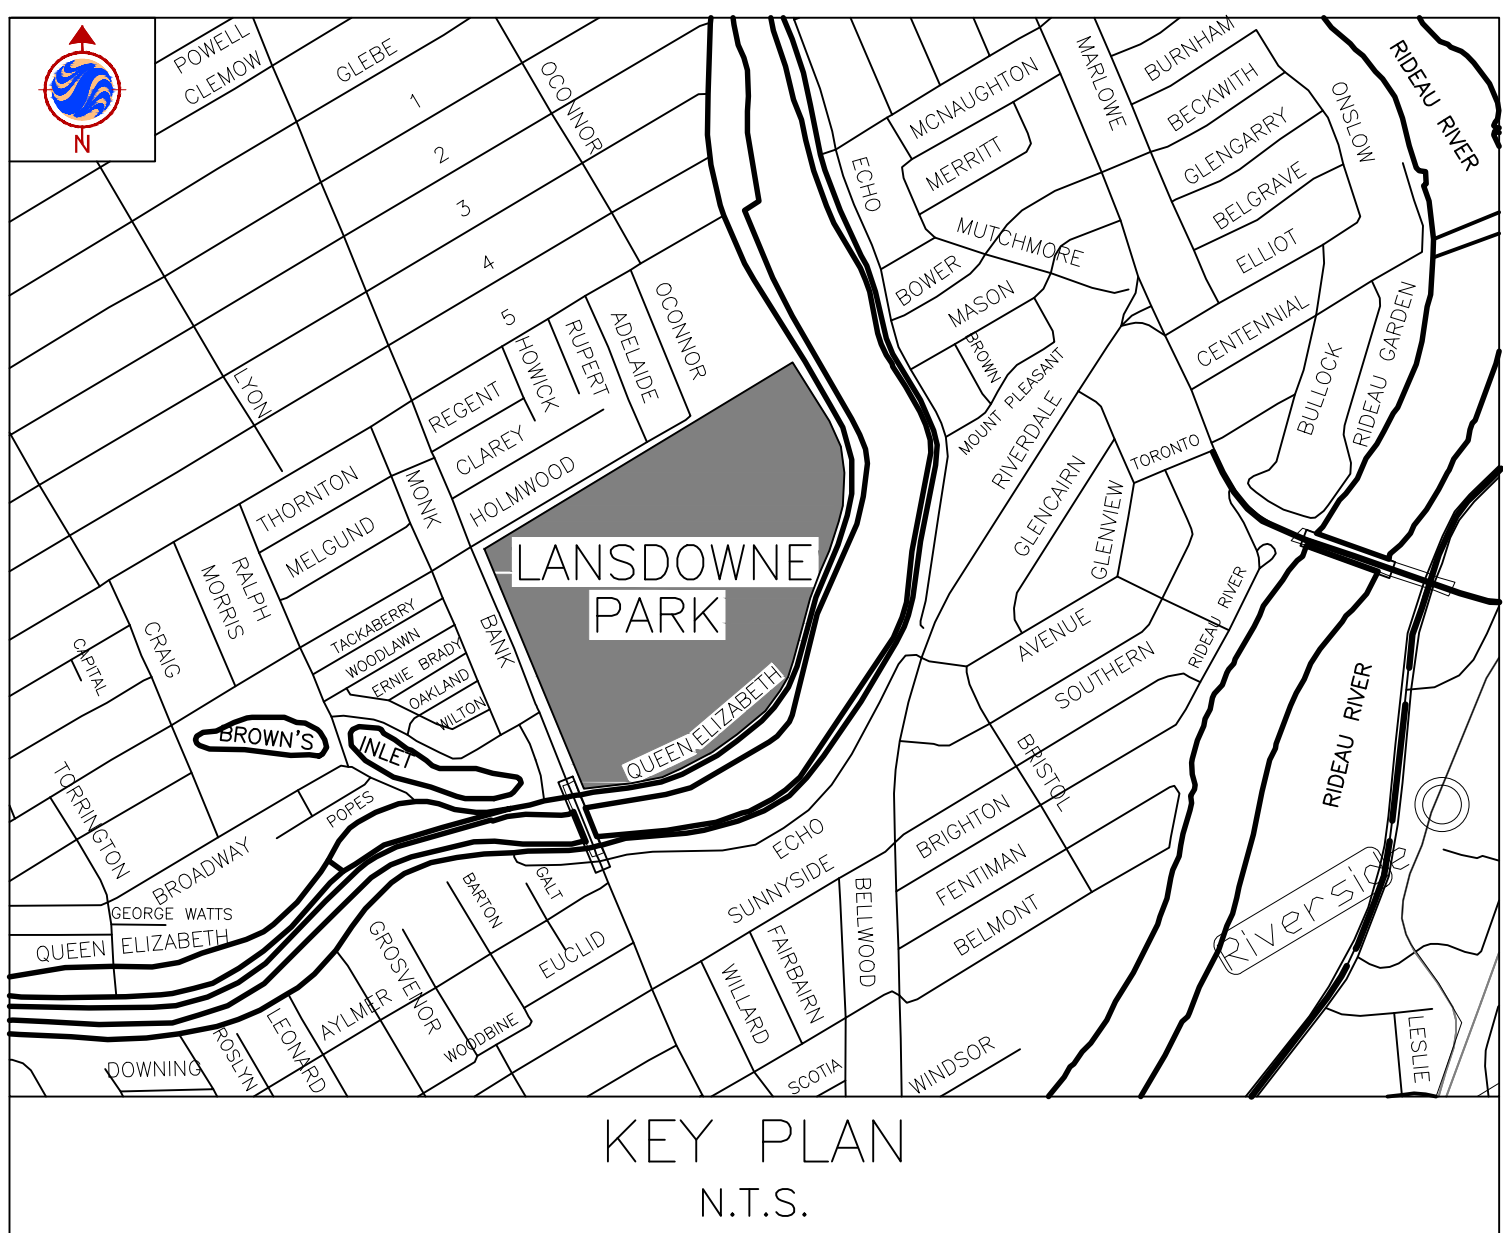 POWELL
CLEMOW
GLEBE
1
2
3
4
5
OCONNOR
OCONNOR
N
LYON
HOWICK
RUPERT
ADELAIDE
REGENT
CLAREY
HOLMWOOD
THORNTON
MELGUND
MONK
RALPH
MORRIS
CRAIG
CAPITAL
TACKABERRY
WOODLAWN
ERNIE BRADY
OAKLAND
WILTON
BANK
LANSDOWNE
PARK
QUEEN ELIZABETH
BROWN'S
INLET
TORRINGTON
POPES
BROADWAY
GEORGE WATTS
QUEEN ELIZABETH
DOWNING
ROSLYN
LEONARD
AYLMER
GROSVENOR
BARTON
GALT
EUCLID
WOODBINE
ECHO
MCNAUGHTON
MERRITT
MARLOWE
BURNHAM
BECKWITH
GLENGARRY
BELGRAVE
ELLIOT
ONSLOW
RIDEAU RIVER
MUTCHMORE
BOWER
MASON
BROWN
MOUNT PLEASANT
RIVERDALE
CENTENNIAL
BULLOCK
RIDEAU GARDEN
TORONTO
GLENCAIRN
GLENVIEW
AVENUE
SOUTHERN
RIDEAU RIVER
RIDEAU RIVER
BRISTOL
ECHO
SUNNYSIDE
BRIGHTON
FENTIMAN
BELMONT
BELLWOOD
FAIRBAIRN
WILLARD
SCOTIA
WINDSOR
Riverside
LESLIE
KEY PLAN
N.T.S.